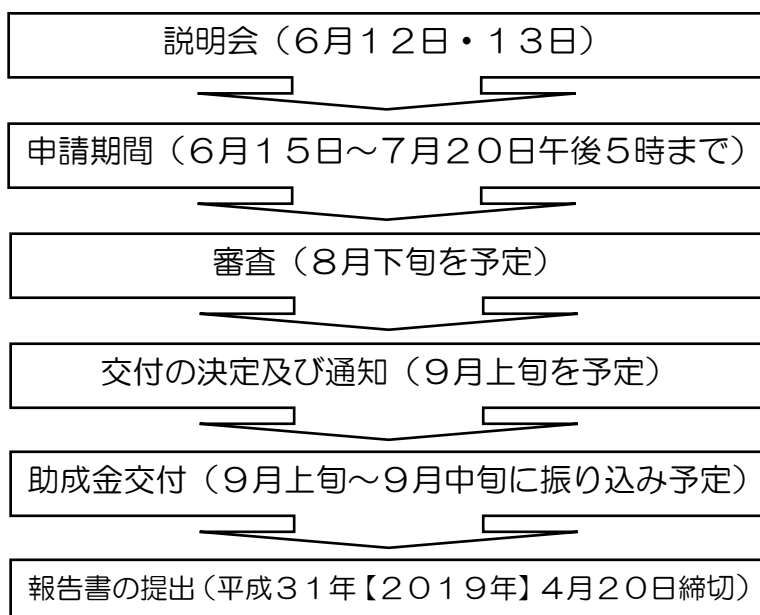 説明会（６月１２日・１３日）
申請期間（６月１５日～７月２０日午後５時まで）
審査（８月下旬を予定）
交付の決定及び通知（９月上旬を予定）
助成金交付（９月上旬～９月中旬に振り込み予定）
報告書の提出（平成３１年【２０１９年】４月２０日締切）